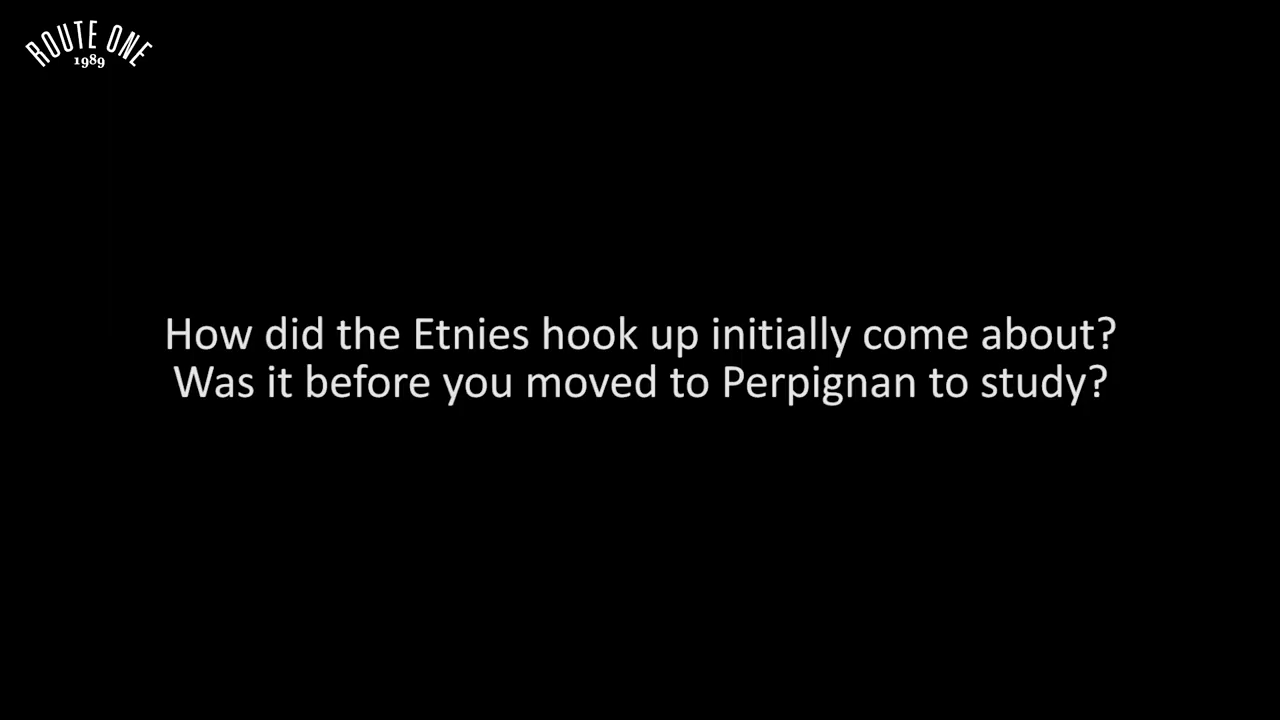 ROUTE ONE
1989
How did the Etnies hook up initially come about?
Was it before you moved to Perpignan to study?